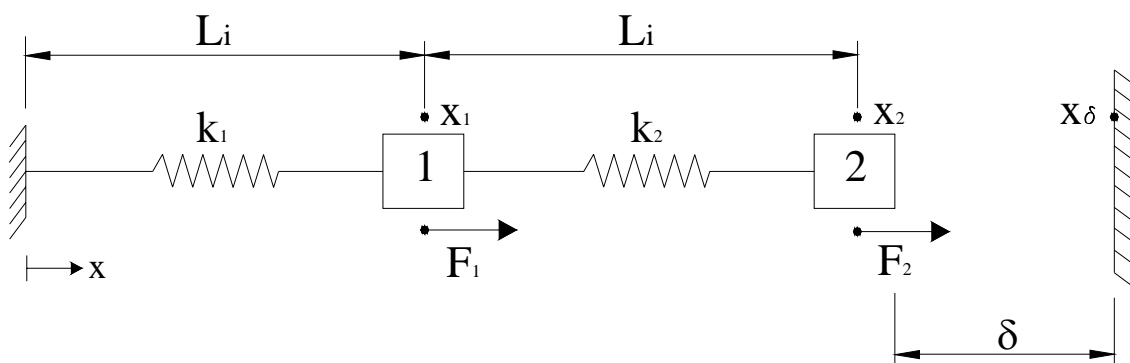 Li Li
x₁ x₂ xδ
k₁ k₂
1 2
F₁ F₂
x
δ